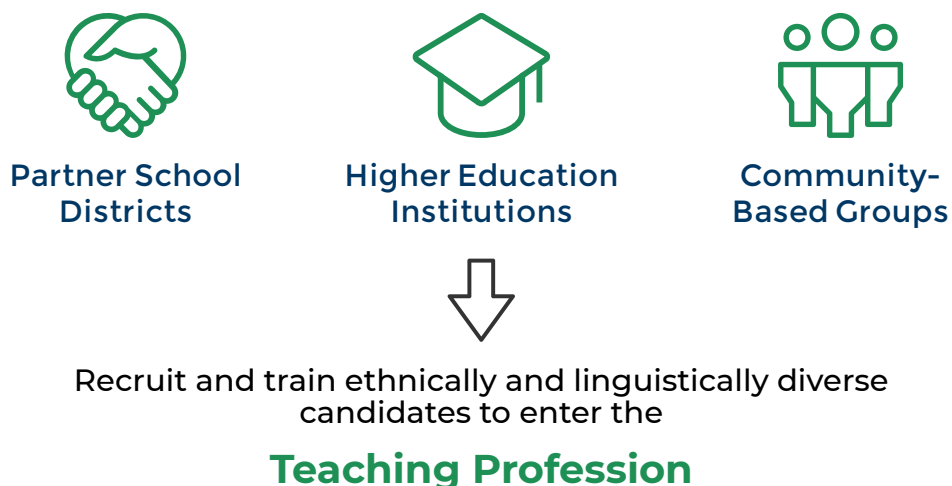 Partner School
Districts
Higher Education
Institutions
Community-
Based Groups
Recruit and train ethnically and linguistically diverse
candidates to enter the
Teaching Profession